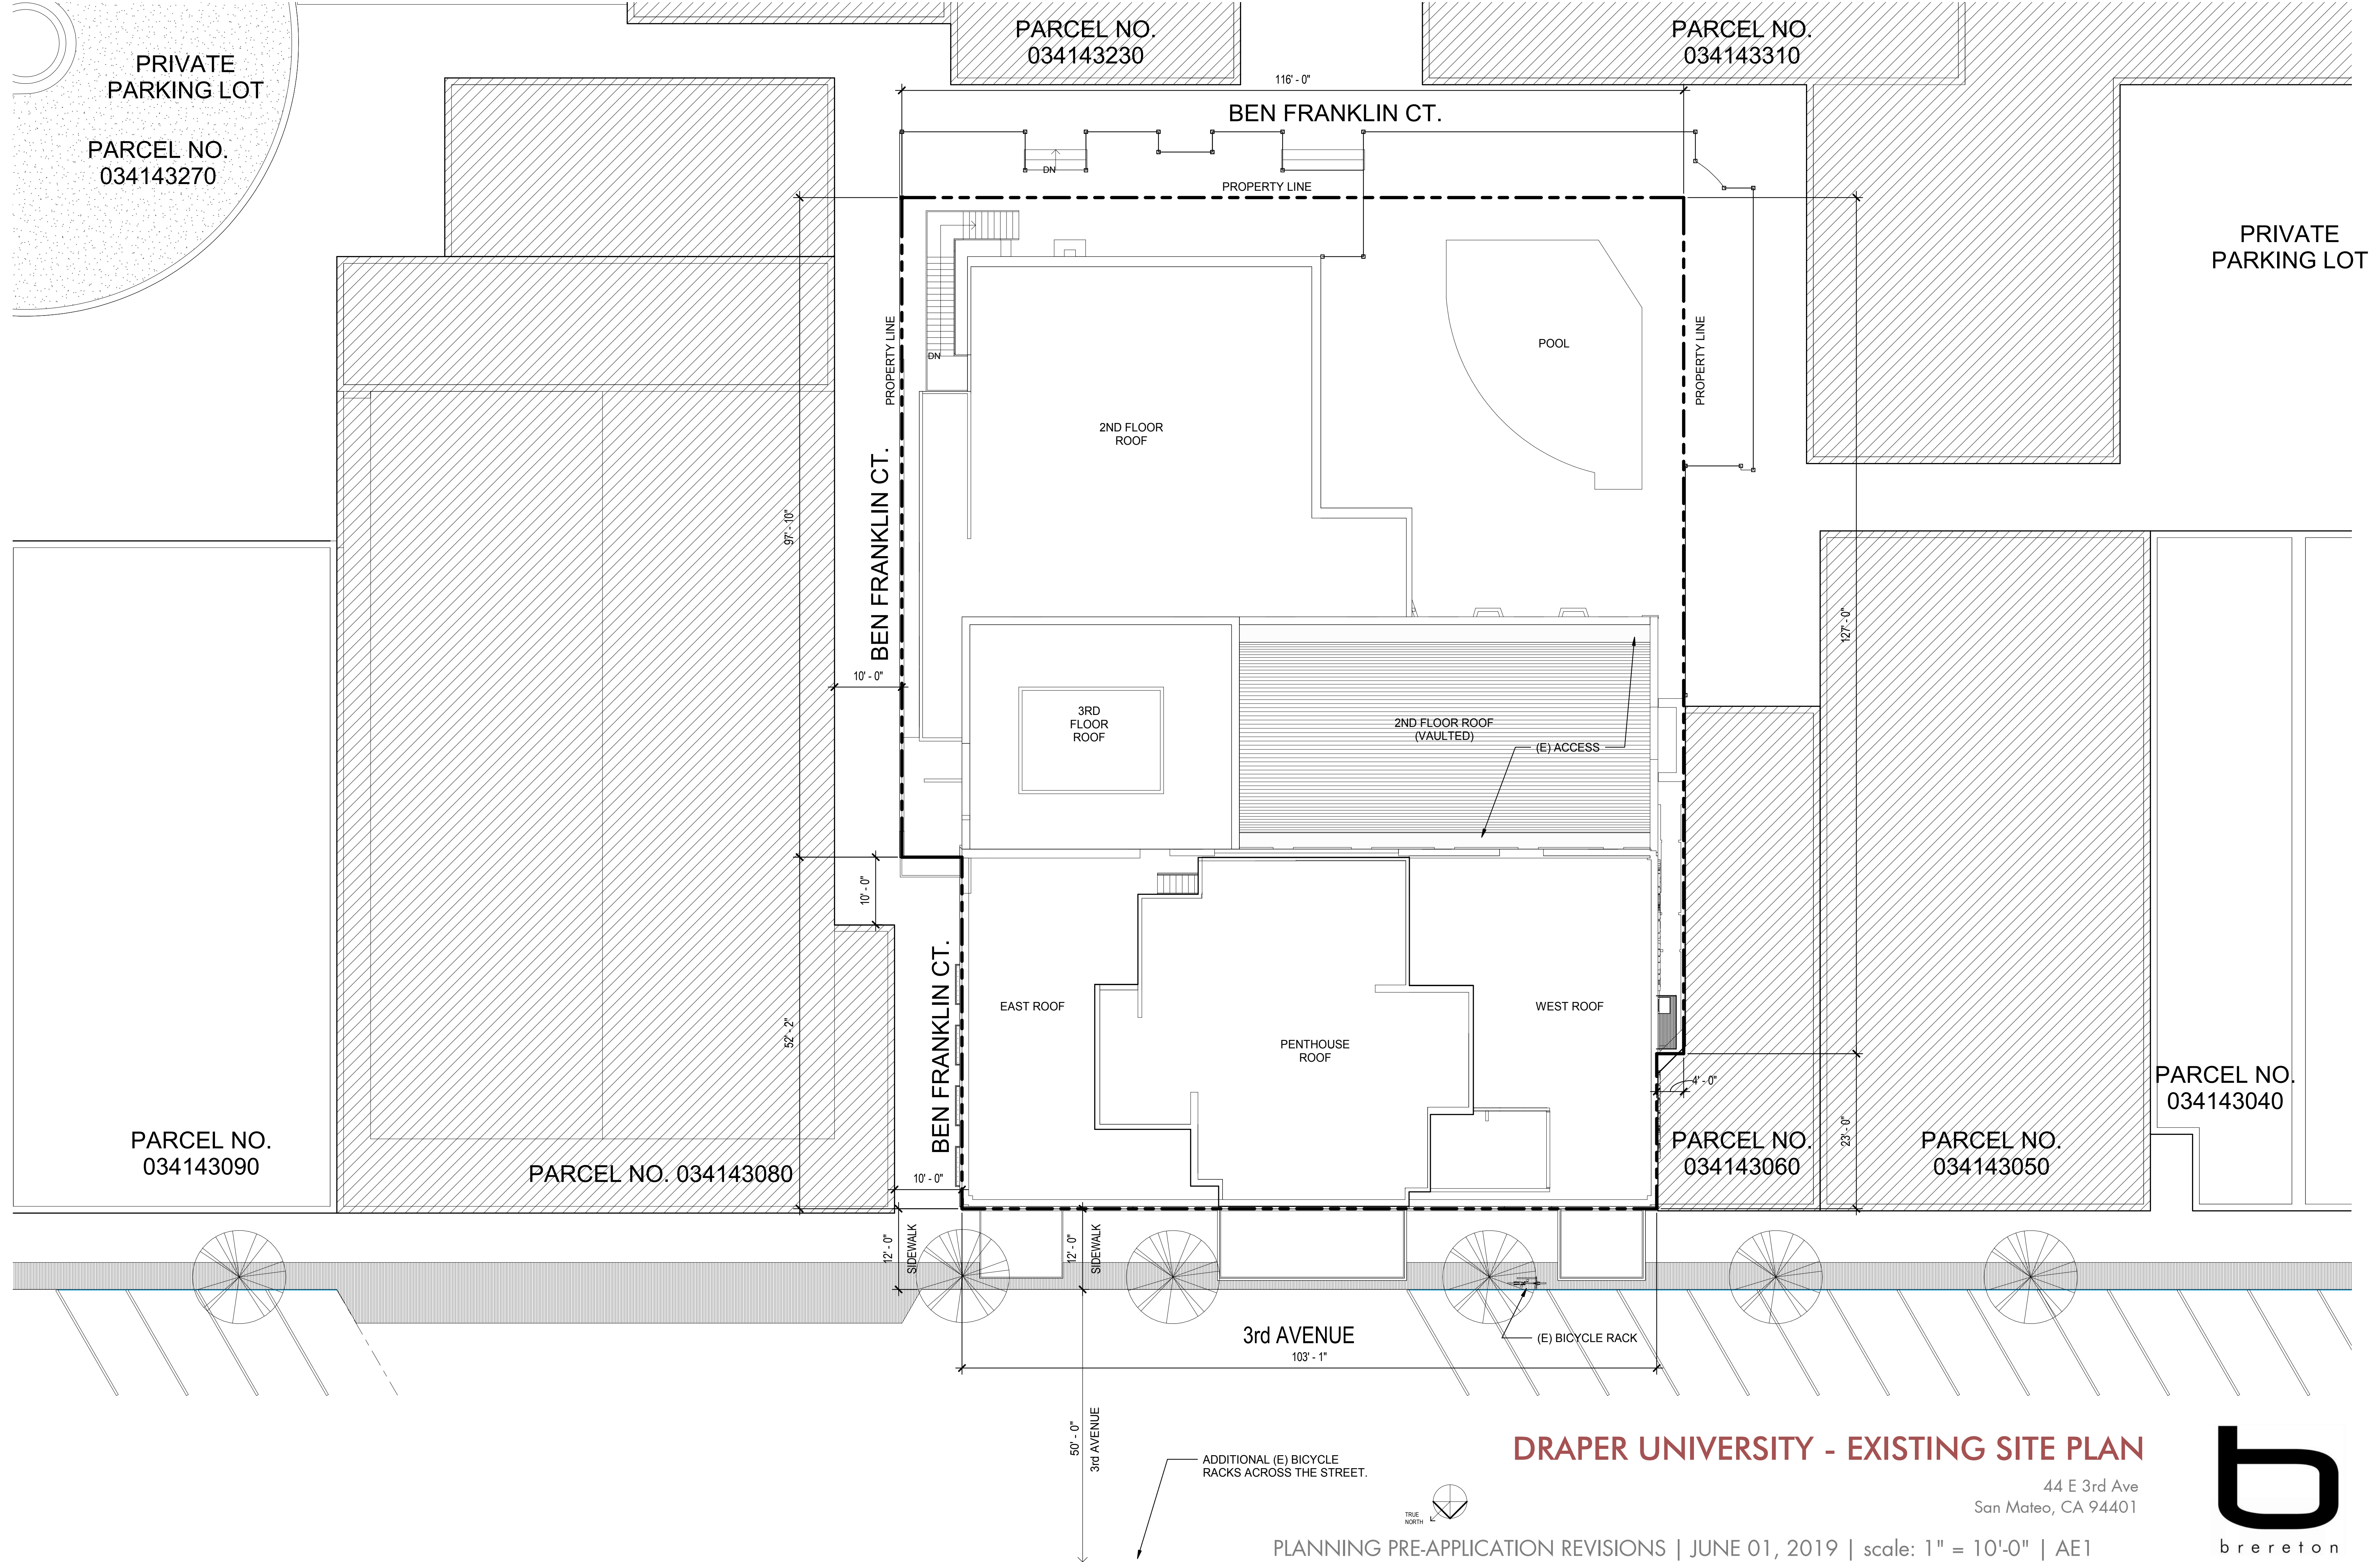 PARCEL NO.
034143230
PARCEL NO.
034143310
PRIVATE
PARKING LOT
116' - 0"
BEN FRANKLIN CT.
PARCEL NO.
034143270
DN
PROPERTY LINE
PRIVATE
PARKING LOT
PROPERTY LINE
DN
POOL
PROPERTY LINE
2ND FLOOR
ROOF
BEN FRANKLIN CT.
97' - 10"
127' - 0"
10' - 0"
3RD
FLOOR
ROOF
2ND FLOOR ROOF
(VAULTED)
(E) ACCESS
10' - 0"
BEN FRANKLIN CT.
EAST ROOF
WEST ROOF
52' - 2"
PENTHOUSE
ROOF
4' - 0"
PARCEL NO.
034143040
PARCEL NO.
034143090
PARCEL NO. 034143080
PARCEL NO.
034143060
23' - 0"
PARCEL NO.
034143050
10' - 0"
12' - 0"
SIDEWALK
12' - 0"
SIDEWALK
3rd AVENUE
103' - 1"
(E) BICYCLE RACK
50' - 0"
3rd AVENUE
ADDITIONAL (E) BICYCLE
RACKS ACROSS THE STREET.
TRUE
NORTH
DRAPER UNIVERSITY - EXISTING SITE PLAN
44 E 3rd Ave
San Mateo, CA 94401
PLANNING PRE-APPLICATION REVISIONS | JUNE 01, 2019 | scale: 1" = 10'-0" | AE1
b
brereton